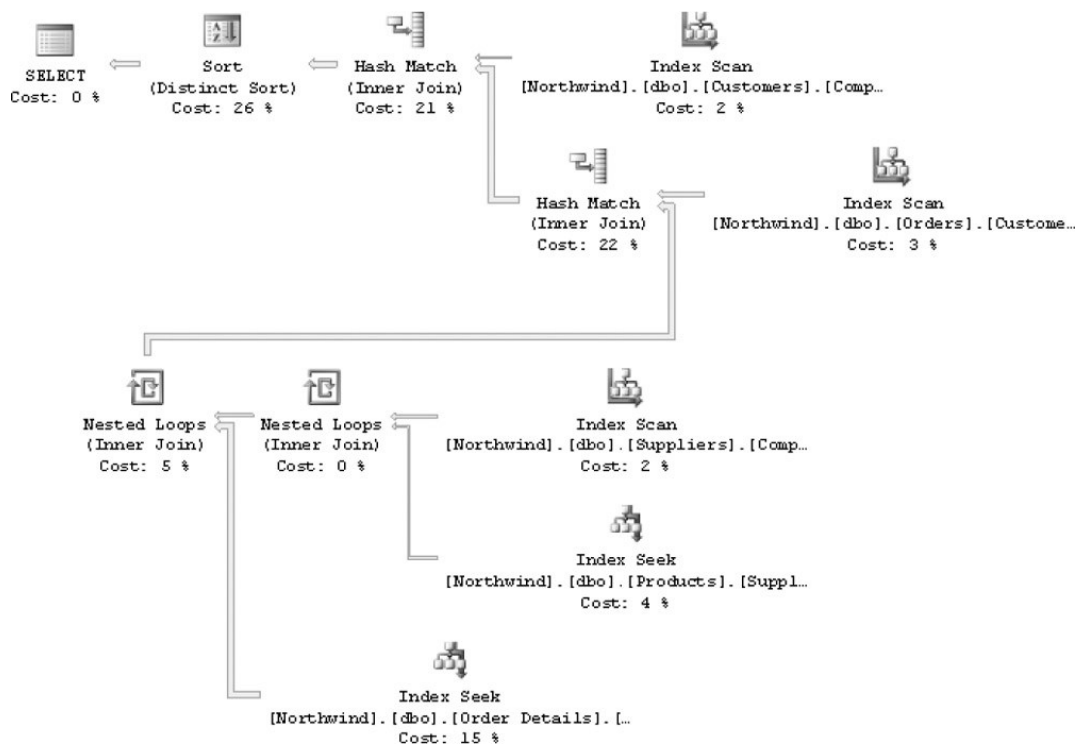 SELECT
Cost: 0 %
Sort
(Distinct Sort)
Cost: 26 %
Hash Match
(Inner Join)
Cost: 21 %
Index Scan
[Northwind].[dbo].[Customers].[Comp…
Cost: 2 %
Hash Match
(Inner Join)
Cost: 22 %
Index Scan
[Northwind].[dbo].[Orders].[Custome…
Cost: 3 %
Nested Loops
(Inner Join)
Cost: 5 %
Nested Loops
(Inner Join)
Cost: 0 %
Index Scan
[Northwind].[dbo].[Suppliers].[Comp…
Cost: 2 %
Index Seek
[Northwind].[dbo].[Products].[Suppl…
Cost: 4 %
Index Seek
[Northwind].[dbo].[Order Details].[…
Cost: 15 %